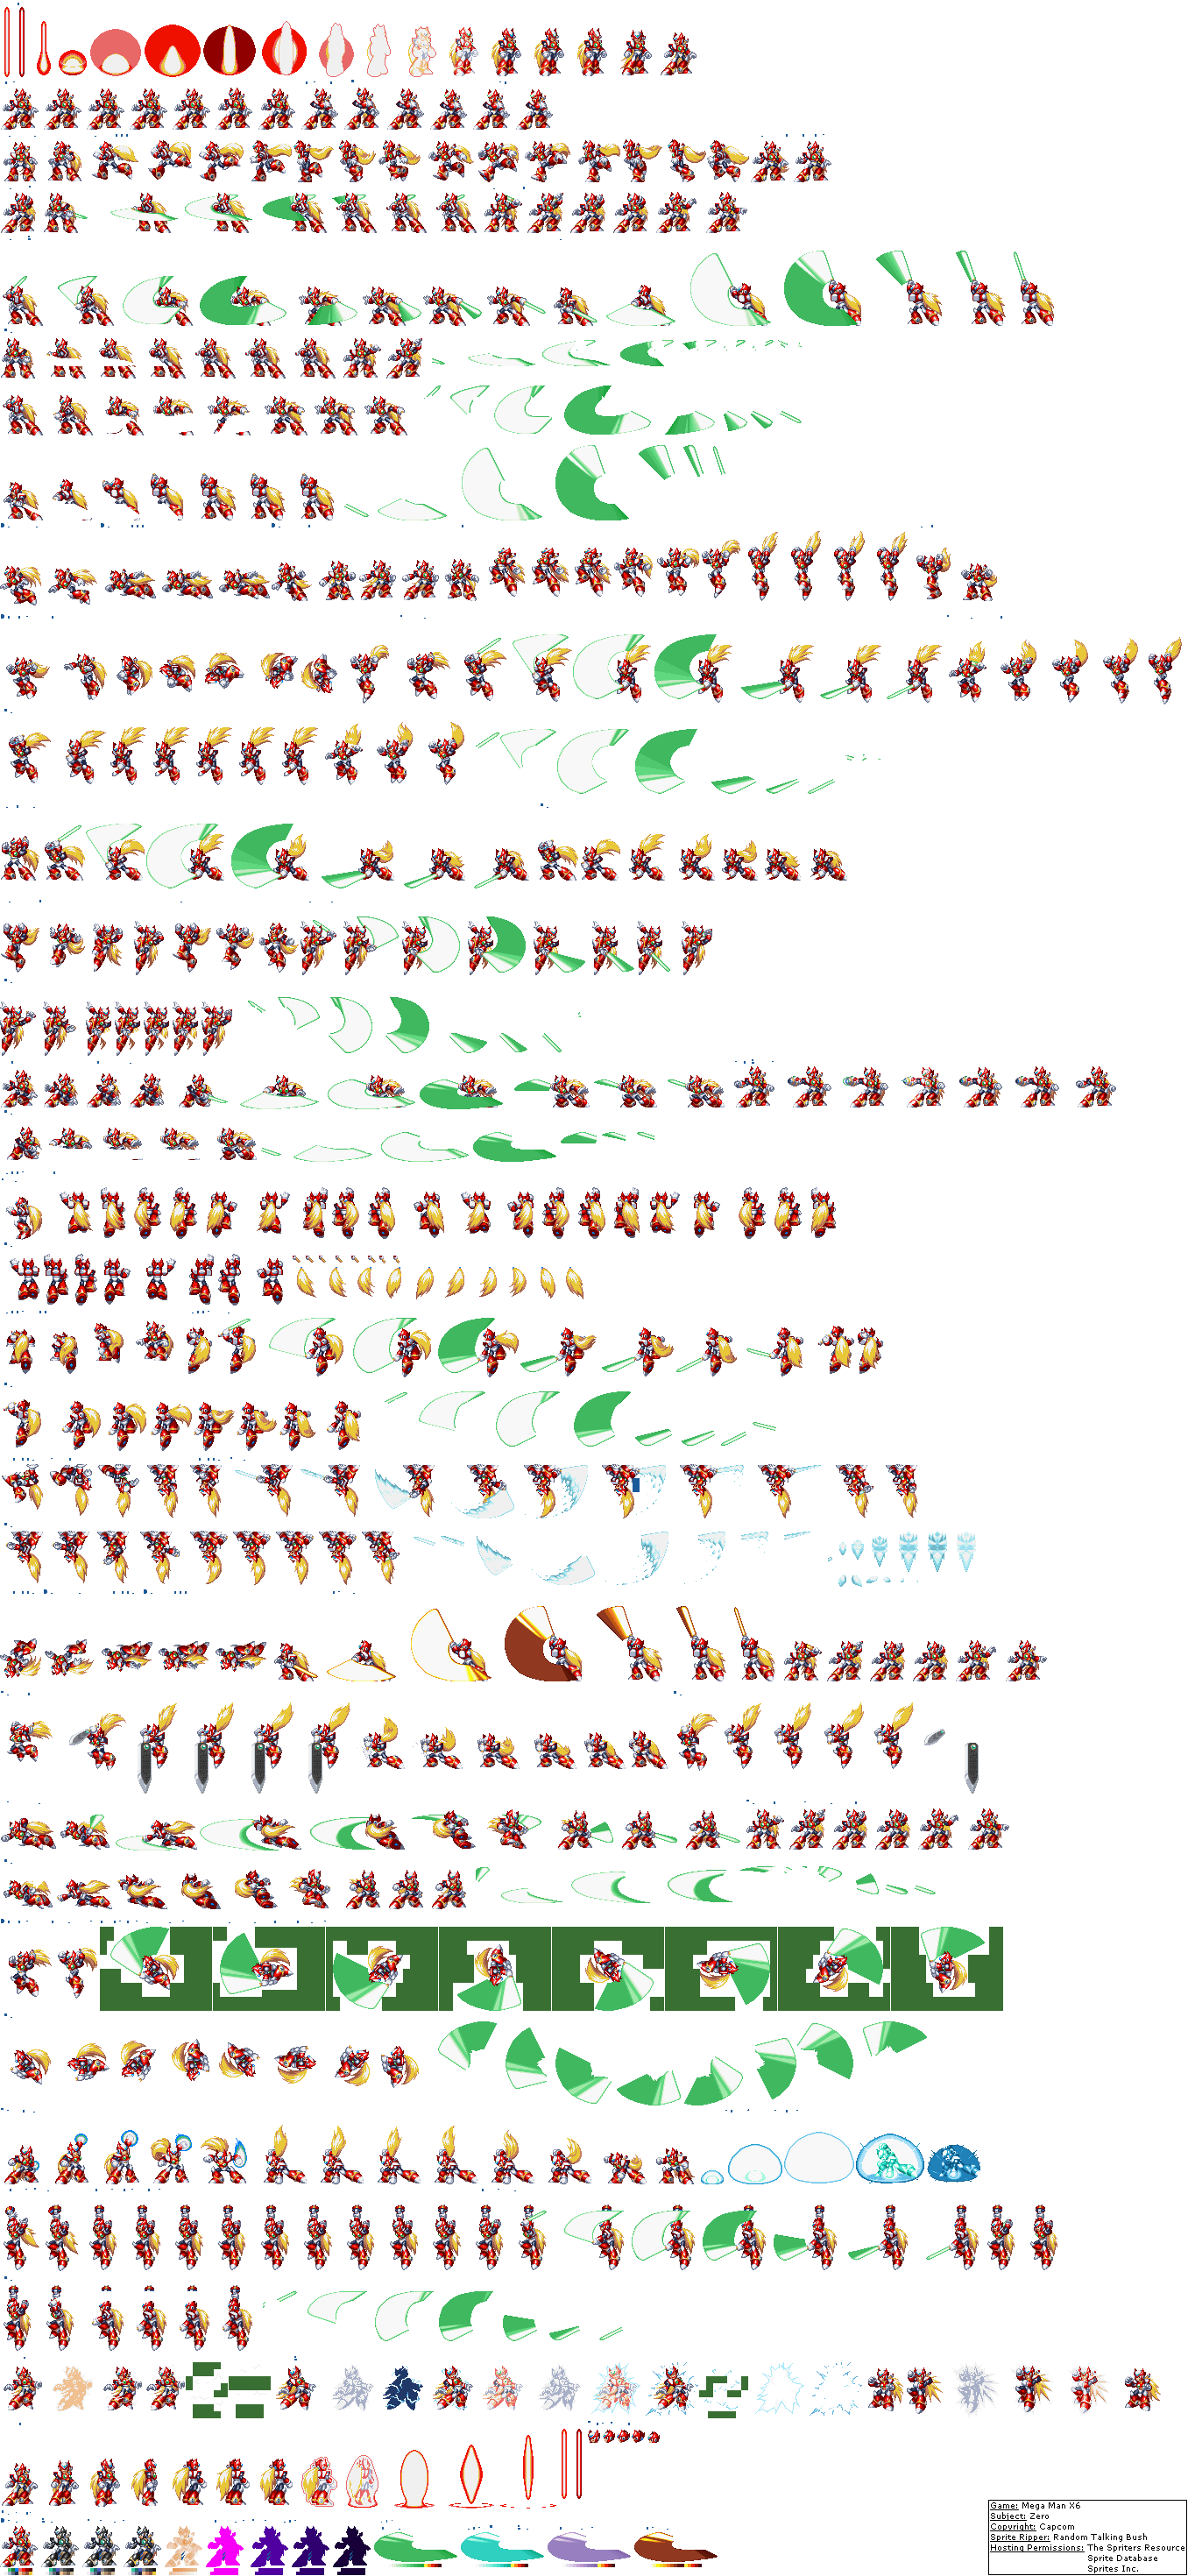 Game: Mega Man X6
Subject: Zero
Copyright: Capcom
Sprite Ripper: Random Talking Bush
Hosting Permissions: The Spriters Resource
Sprite Database
Sprites Inc.